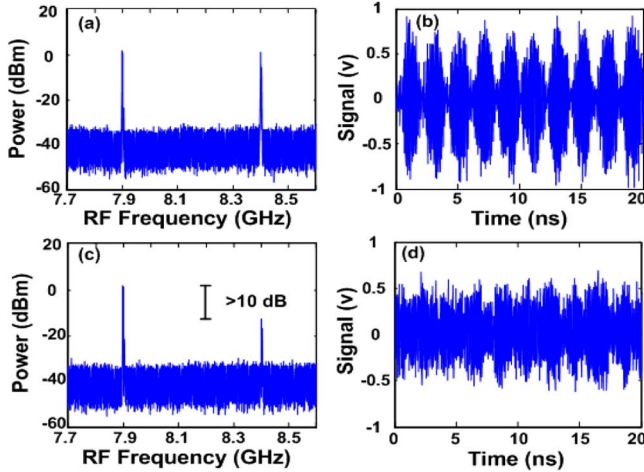 (a)
Power (dBm)
20
0
-20
-40
-60
7.7 7.9 8.1 8.3 8.5
RF Frequency (GHz)
(b)
Signal (v)
1
0.5
0
-0.5
-1
0 5 10 15 20
Time (ns)
(c)
>10 dB
Power (dBm)
20
0
-20
-40
-60
7.7 7.9 8.1 8.3 8.5
RF Frequency (GHz)
(d)
Signal (v)
1
0.5
0
-0.5
-1
0 5 10 15 20
Time (ns)